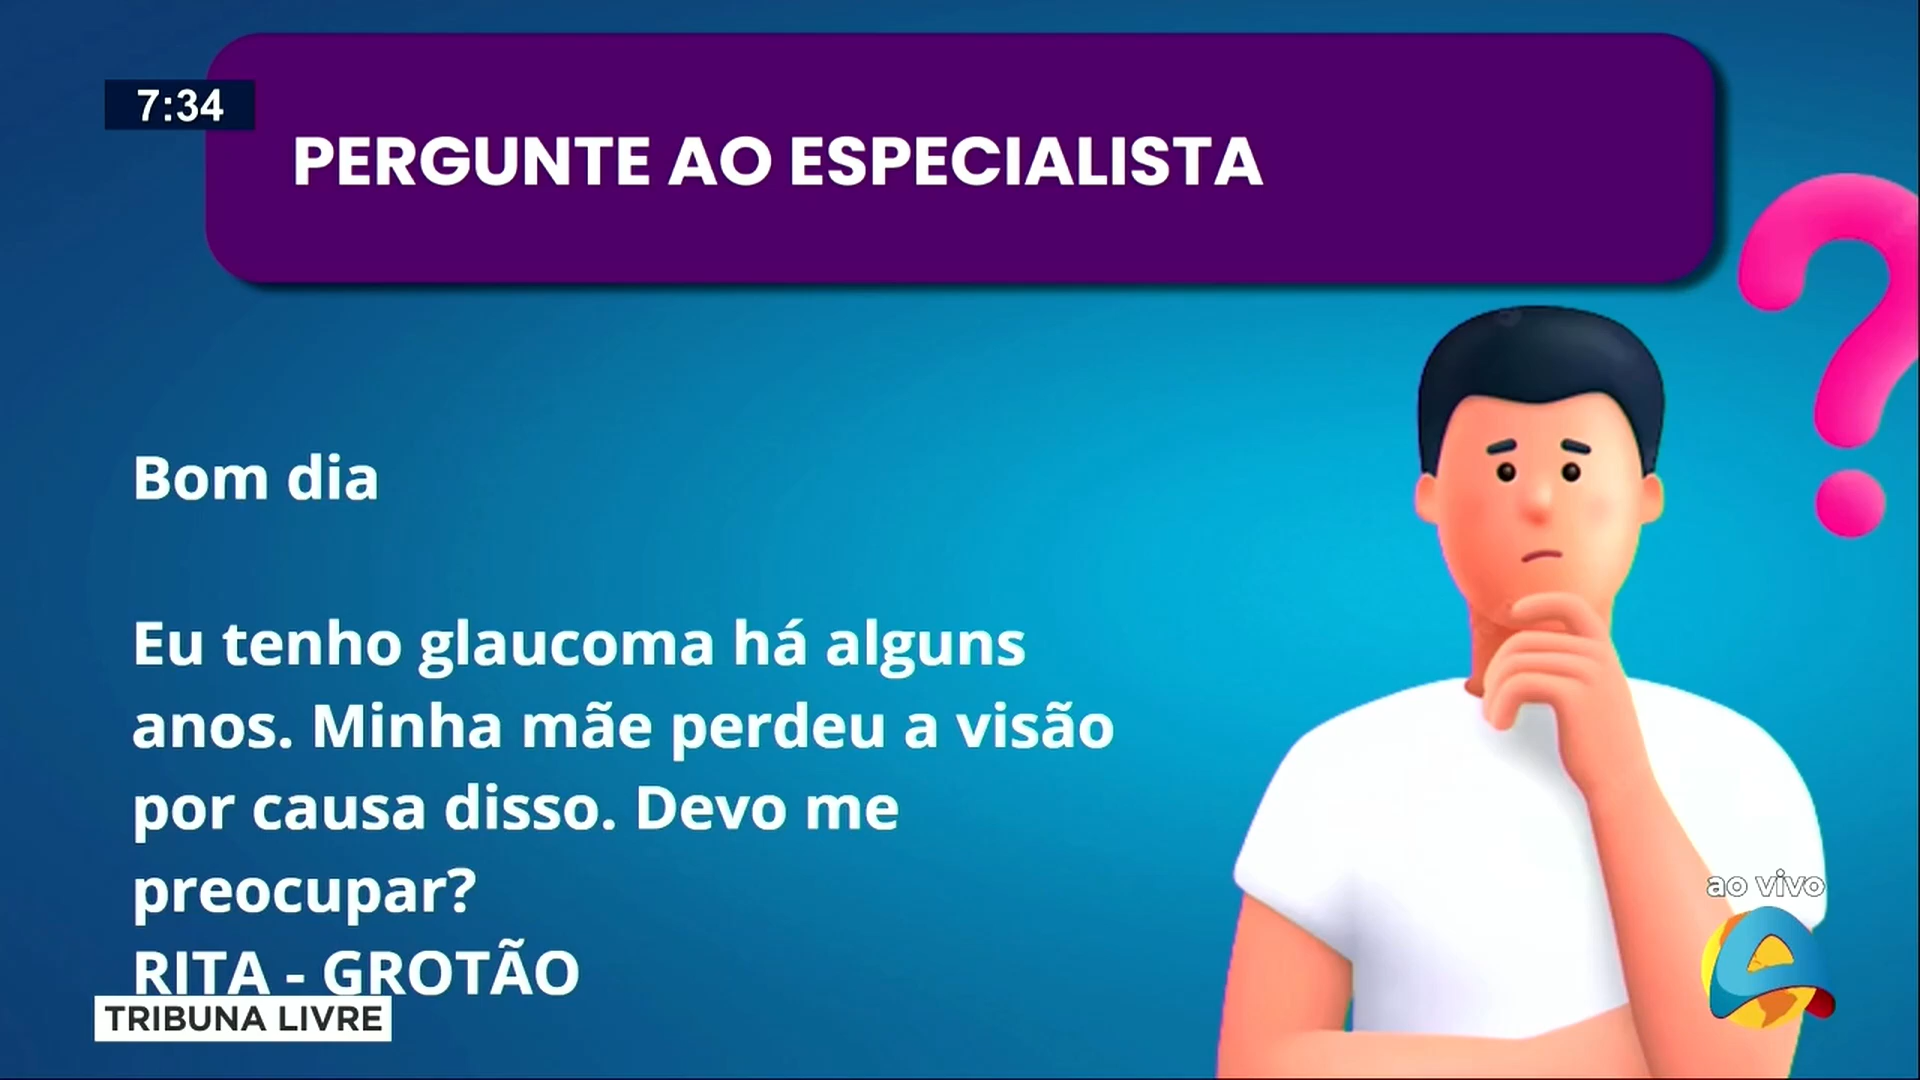 7:34
PERGUNTE AO ESPECIALISTA
Bom dia
Eu tenho glaucoma há alguns
anos. Minha mãe perdeu a visão
por causa disso. Devo me
preocupar?
RITA - GROTÃO
ao vivo
TRIBUNA LIVRE